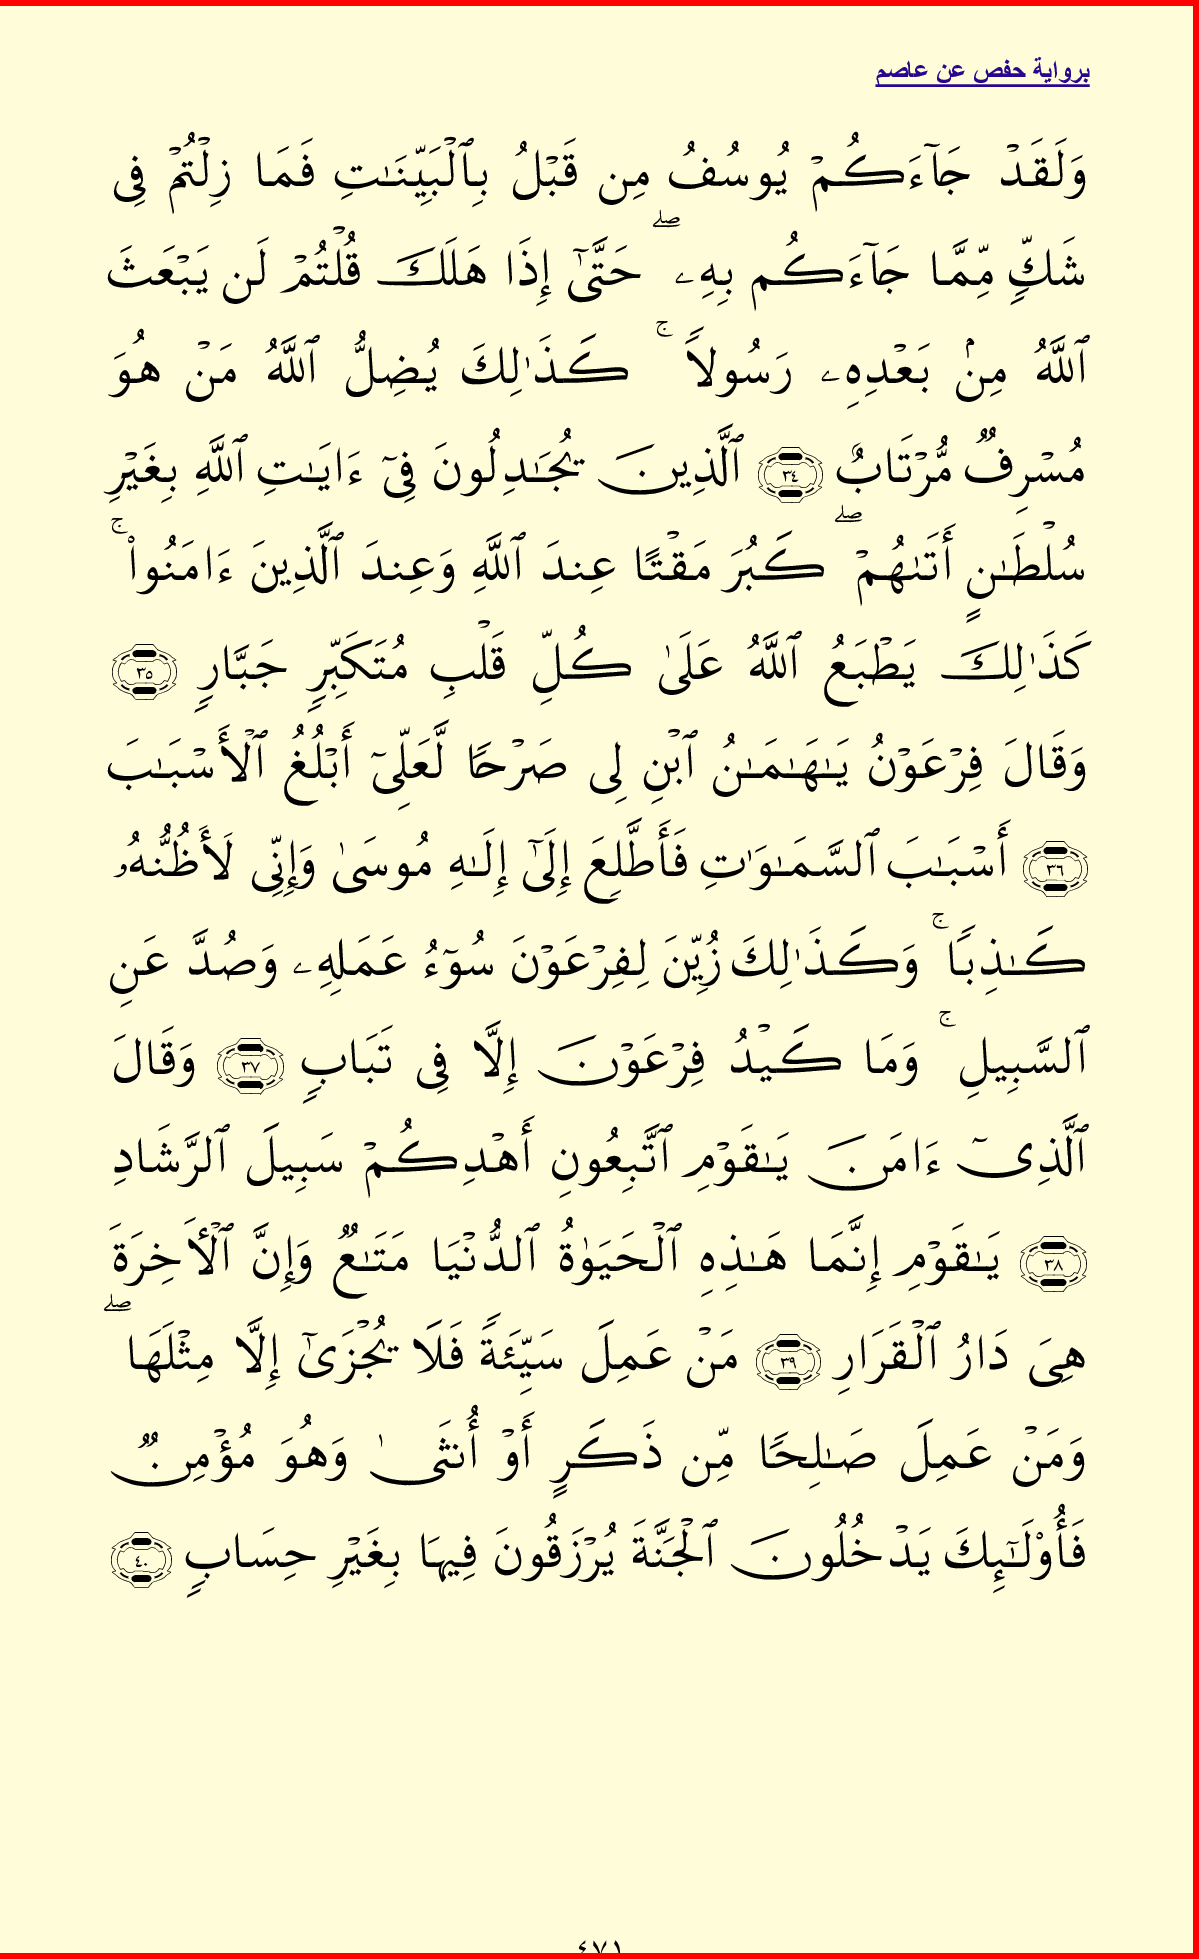 برواية حفص عن عاصم
وَلَقَدۡ جَآءَكُمۡ يُوسُفُ مِن قَبۡلُ بِٱلۡبَيِّنَٰتِ فَمَا زِلۡتُمۡ فِي
شَكّٖ مِّمَّا جَآءَكُم بِهِۦۖ حَتَّىٰٓ إِذَا هَلَكَ قُلۡتُمۡ لَن يَبۡعَثَ
ٱللَّهُ مِنۢ بَعۡدِهِۦ رَسُولٗاۚ كَذَٰلِكَ يُضِلُّ ٱللَّهُ مَنۡ هُوَ
مُسۡرِفٞ مُّرۡتَابٌ ٣٤ ٱلَّذِينَ يُجَٰدِلُونَ فِيٓ ءَايَٰتِ ٱللَّهِ بِغَيۡرِ
سُلۡطَٰنٍ أَتَىٰهُمۡۖ كَبُرَ مَقۡتًا عِندَ ٱللَّهِ وَعِندَ ٱلَّذِينَ ءَامَنُواْۚ
كَذَٰلِكَ يَطۡبَعُ ٱللَّهُ عَلَىٰ كُلِّ قَلۡبِ مُتَكَبِّرٖ جَبَّارٖ ٣٥
وَقَالَ فِرۡعَوۡنُ يَٰهَٰمَٰنُ ٱبۡنِ لِي صَرۡحٗا لَّعَلِّيٓ أَبۡلُغُ ٱلۡأَسۡبَٰبَ
٣٦ أَسۡبَٰبَ ٱلسَّمَٰوَٰتِ فَأَطَّلِعَ إِلَىٰٓ إِلَٰهِ مُوسَىٰ وَإِنِّي لَأَظُنُّهُۥ
كَٰذِبٗاۚ وَكَذَٰلِكَ زُيِّنَ لِفِرۡعَوۡنَ سُوٓءُ عَمَلِهِۦ وَصُدَّ عَنِ
ٱلسَّبِيلِۚ وَمَا كَيۡدُ فِرۡعَوۡنَ إِلَّا فِي تَبَابٖ ٣٧ وَقَالَ
ٱلَّذِيٓ ءَامَنَ يَٰقَوۡمِ ٱتَّبِعُونِ أَهۡدِكُمۡ سَبِيلَ ٱلرَّشَادِ
٣٨ يَٰقَوۡمِ إِنَّمَا هَٰذِهِ ٱلۡحَيَوٰةُ ٱلدُّنۡيَا مَتَٰعٞ وَإِنَّ ٱلۡأٓخِرَةَ
هِيَ دَارُ ٱلۡقَرَارِ ٣٩ مَنۡ عَمِلَ سَيِّئَةٗ فَلَا يُجۡزَىٰٓ إِلَّا مِثۡلَهَاۖ
وَمَنۡ عَمِلَ صَٰلِحٗا مِّن ذَكَرٍ أَوۡ أُنثَىٰ وَهُوَ مُؤۡمِنٞ
فَأُوْلَٰٓئِكَ يَدۡخُلُونَ ٱلۡجَنَّةَ يُرۡزَقُونَ فِيهَا بِغَيۡرِ حِسَابٖ ٤٠
٤٧١